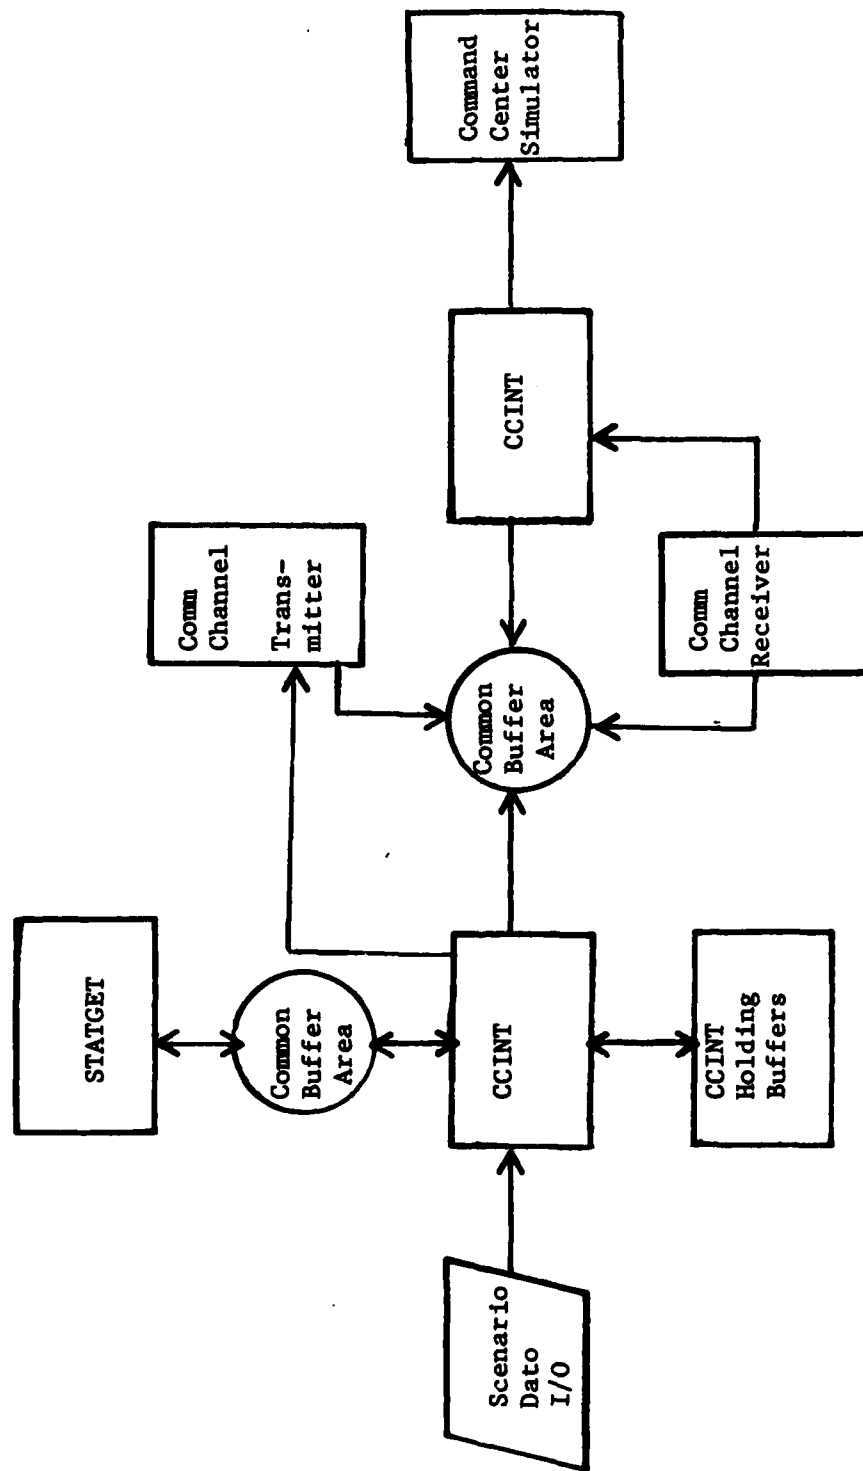 STATGET
Common
Buffer
Area
Scenario
Dato
I/O
CCINT
CCINT
Holding
Buffers
Comm
Channel
Trans-
mitter
Common
Buffer
Area
Comm
Channel
Receiver
CCINT
Command
Center
Simulator